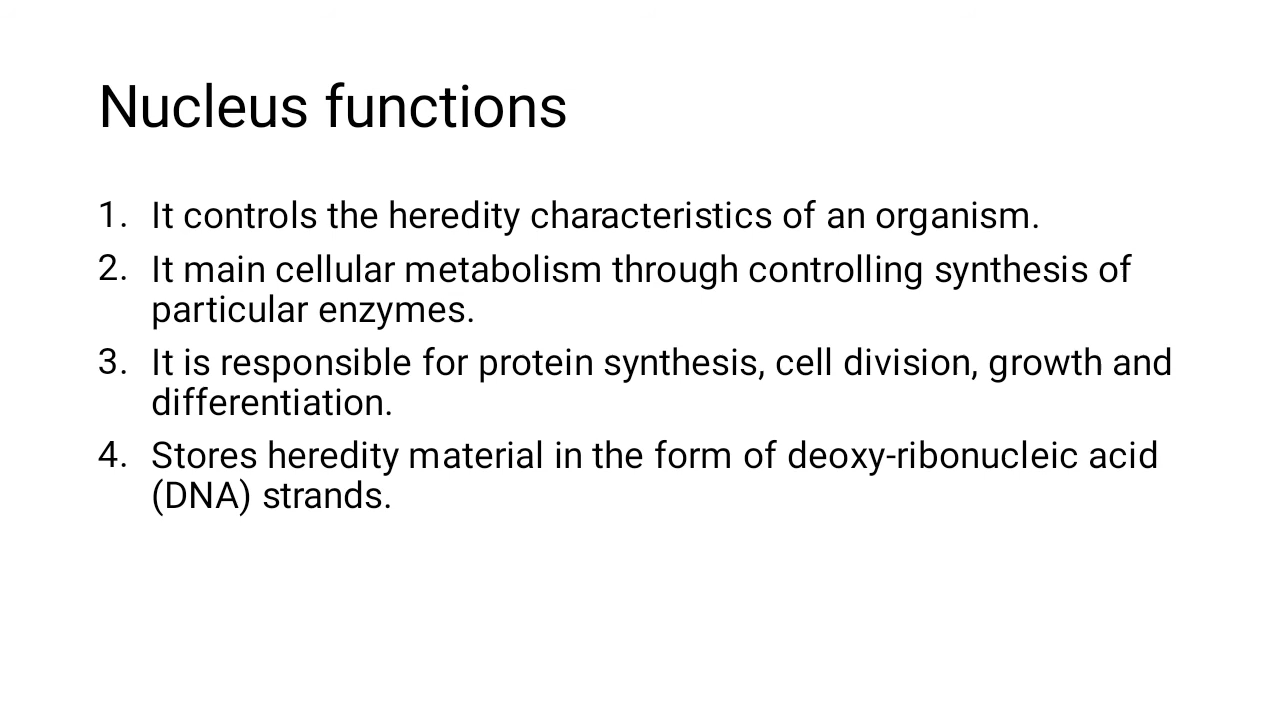 Nucleus functions
1. It controls the heredity characteristics of an organism.
2. It main cellular metabolism through controlling synthesis of
particular enzymes.
3. It is responsible for protein synthesis, cell division, growth and
differentiation.
4. Stores heredity material in the form of deoxy-ribonucleic acid
(DNA) strands.